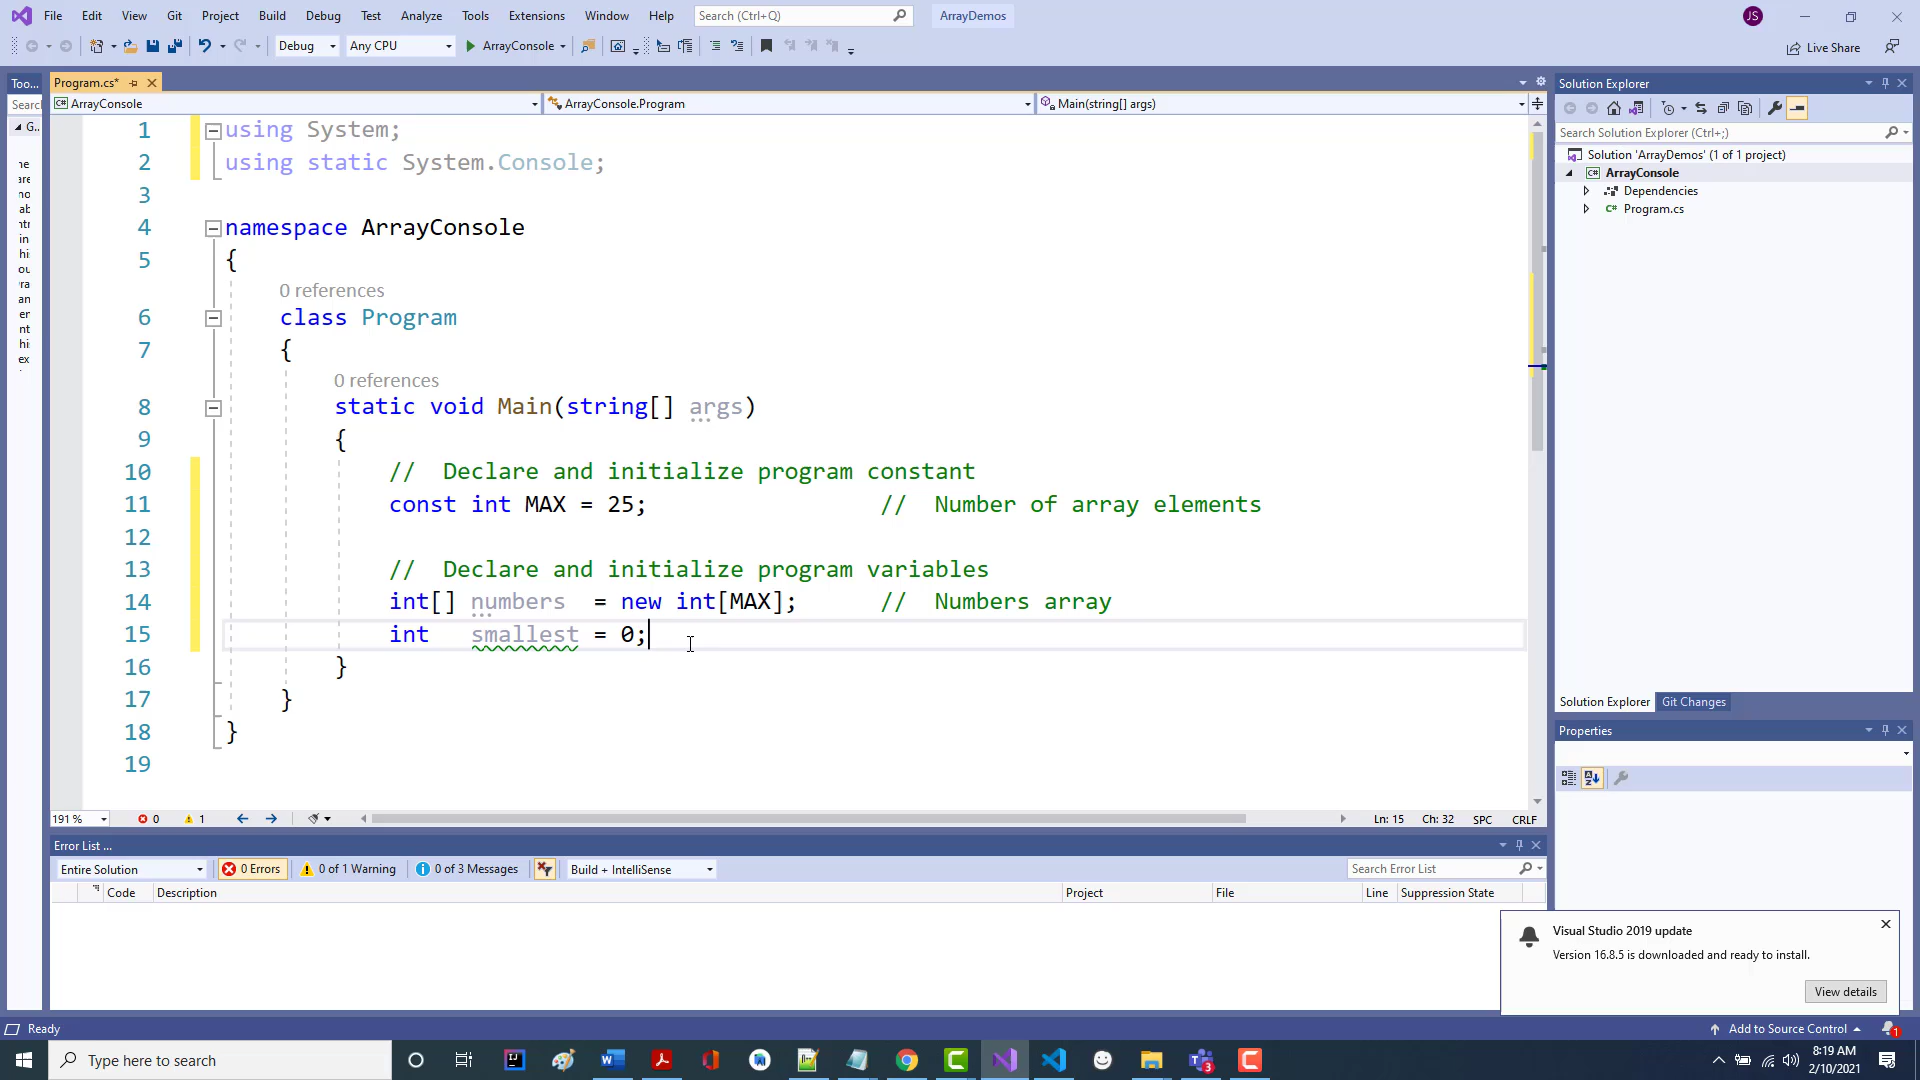 File Edit View Git Project Build Debug Test Analyze Tools Extensions Window Help Search (Ctrl+Q) ArrayDemos JS
Debug Any CPU ArrayConsole Live Share
Too... Program.cs* Solution Explorer
Search ArrayConsole ArrayConsole.Program Main(string[] args)
G..
1 using System;
2 using static System.Console;
3
4 namespace ArrayConsole
5 {
0 references
6 class Program
7 {
0 references
8 static void Main(string[] args)
9 {
10 // Declare and initialize program constant
11 const int MAX = 25; // Number of array elements
12
13 // Declare and initialize program variables
14 int[] numbers = new int[MAX]; // Numbers array
15 int smallest = 0;
16 }
17 }
18 }
19
Search Solution Explorer (Ctrl+;)
Solution 'ArrayDemos' (1 of 1 project)
ArrayConsole
Dependencies
Program.cs
Solution Explorer Git Changes
Properties
191 % 0 1 Ln: 15 Ch: 32 SPC CRLF
Error List ...
Entire Solution 0 Errors 0 of 1 Warning 0 of 3 Messages Build + IntelliSense Search Error List
Code Description Project File Line Suppression State
Visual Studio 2019 update
Version 16.8.5 is downloaded and ready to install.
View details
Ready Add to Source Control 1
Type here to search 3 8:19 AM
2/10/2021